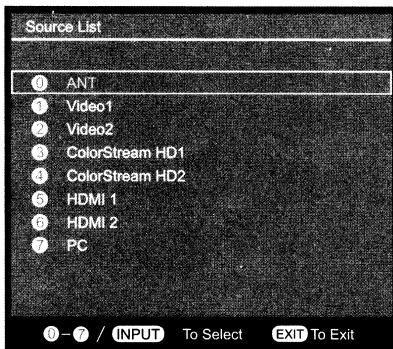 Source List
0 ANT
1 Video1
2 Video2
3 ColorStream HD1
4 ColorStream HD2
5 HDMI 1
6 HDMI 2
7 PC
0 – 7 / INPUT To Select EXIT To Exit